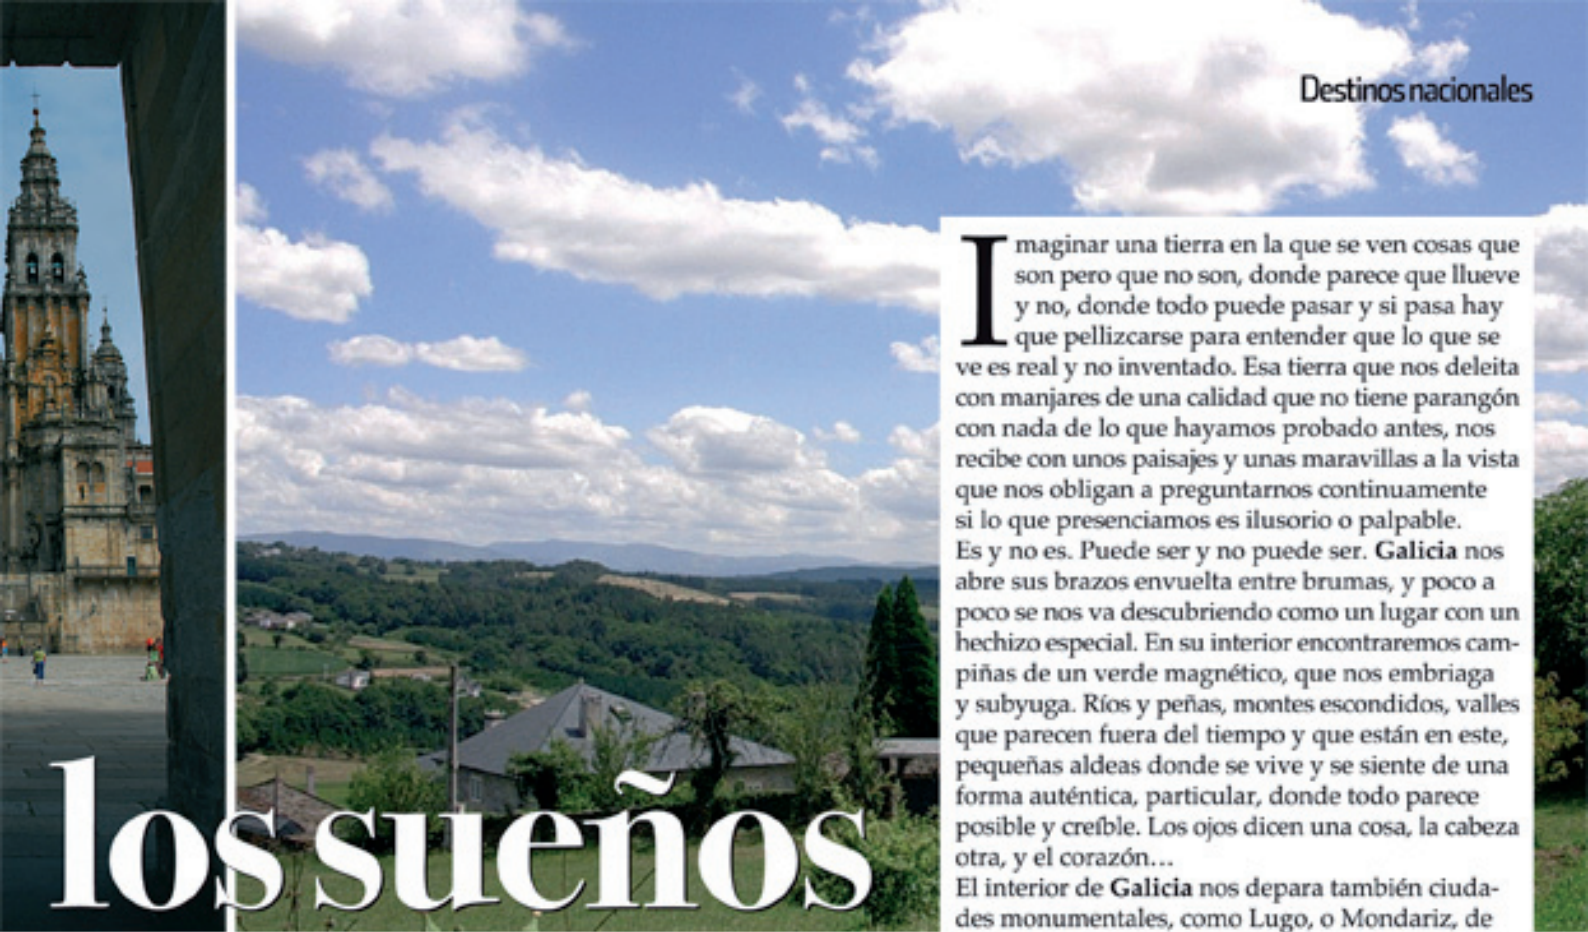 Destinos nacionales
Imaginar una tierra en la que se ven cosas que
son pero que no son, donde parece que llueve
y no, donde todo puede pasar y si pasa hay
que pellizcarse para entender que lo que se
ve es real y no inventado. Esa tierra que nos deleita
con manjares de una calidad que no tiene parangón
con nada de lo que hayamos probado antes, nos
recibe con unos paisajes y unas maravillas a la vista
que nos obligan a preguntarnos continuamente
si lo que presenciamos es ilusorio o palpable.
Es y no es. Puede ser y no puede ser. Galicia nos
abre sus brazos envuelta entre brumas, y poco a
poco se nos va descubriendo como un lugar con un
hechizo especial. En su interior encontraremos cam-
piñas de un verde magnético, que nos embriaga
y subyuga. Ríos y peñas, montes escondidos, valles
que parecen fuera del tiempo y que están en este,
pequeñas aldeas donde se vive y se siente de una
forma auténtica, particular, donde todo parece
posible y creíble. Los ojos dicen una cosa, la cabeza
otra, y el corazón...
El interior de Galicia nos depara también ciuda-
des monumentales, como Lugo, o Mondariz, de
los sueños